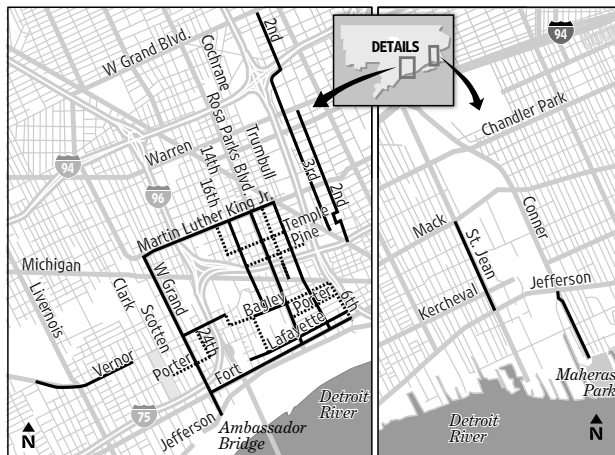 W Grand Blvd.
Cochrane
Rosa Parks Blvd.
14th
16th
Trumbull
2nd
94
Warren
96
3rd
2nd
Martin Luther King Jr.
Temple
Pine
Michigan
Livernois
Clark
Scotten
W Grand
24th
Bagley
Porter
6th
Lafayette
Vernor
Porter
Fort
75
Jefferson
Ambassador
Bridge
Detroit
River
N
DETAILS
94
Chandler Park
Conner
Mack
St. Jean
Jefferson
Kercheval
Maheras
Park
Detroit
River
N